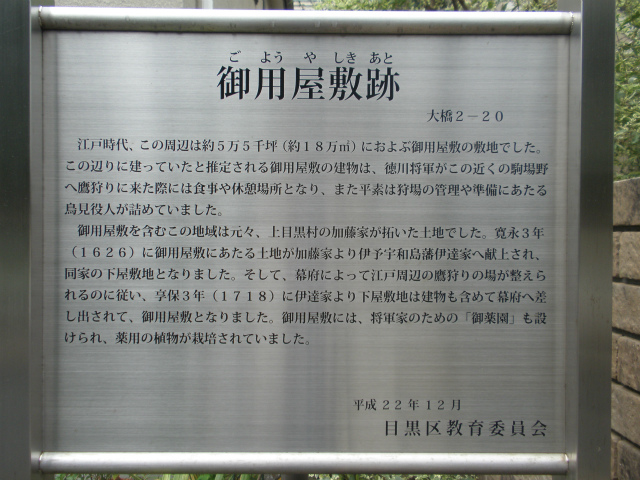 ご よう や しき あと
御用屋敷跡
大橋2−20
江戸時代、この周辺は約5万5千坪（約18万㎡）におよぶ御用屋敷の敷地でした。
この辺りに建っていたと推定される御用屋敷の建物は、徳川将軍がこの近くの駒場野
へ鷹狩りに来た際には食事や休憩場所となり、また平素は狩場の管理や準備にあたる
鳥見役人が詰めていました。
御用屋敷を含むこの地域は元々、上目黒村の加藤家が拓いた土地でした。寛永3年
（1626）に御用屋敷にあたる土地が加藤家より伊予宇和島藩伊達家へ献上され、
同家の下屋敷地となりました。そして、幕府によって江戸周辺の鷹狩りの場が整えら
れるのに従い、享保3年（1718）に伊達家より下屋敷地は建物も含めて幕府へ差
し出されて、御用屋敷となりました。御用屋敷には、将軍家のための「御薬園」も設
けられ、薬用の植物が栽培されていました。
平成22年12月
目黒区教育委員会